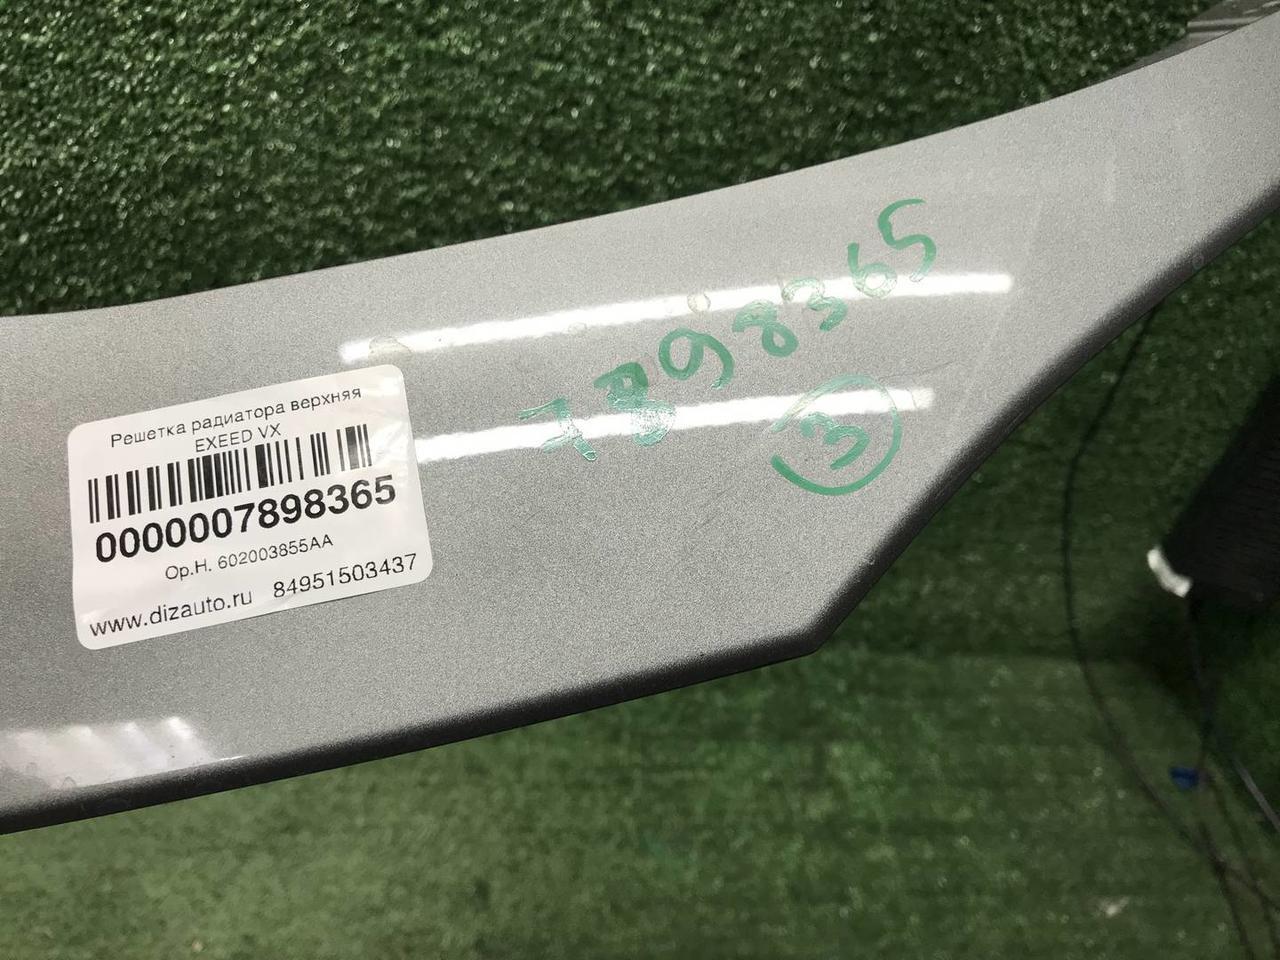 Решетка радиатора верхняя
EXEED VX
0000007898365
Ор.Н. 602003855AA
www.dizauto.ru 84951503437
7898365
3